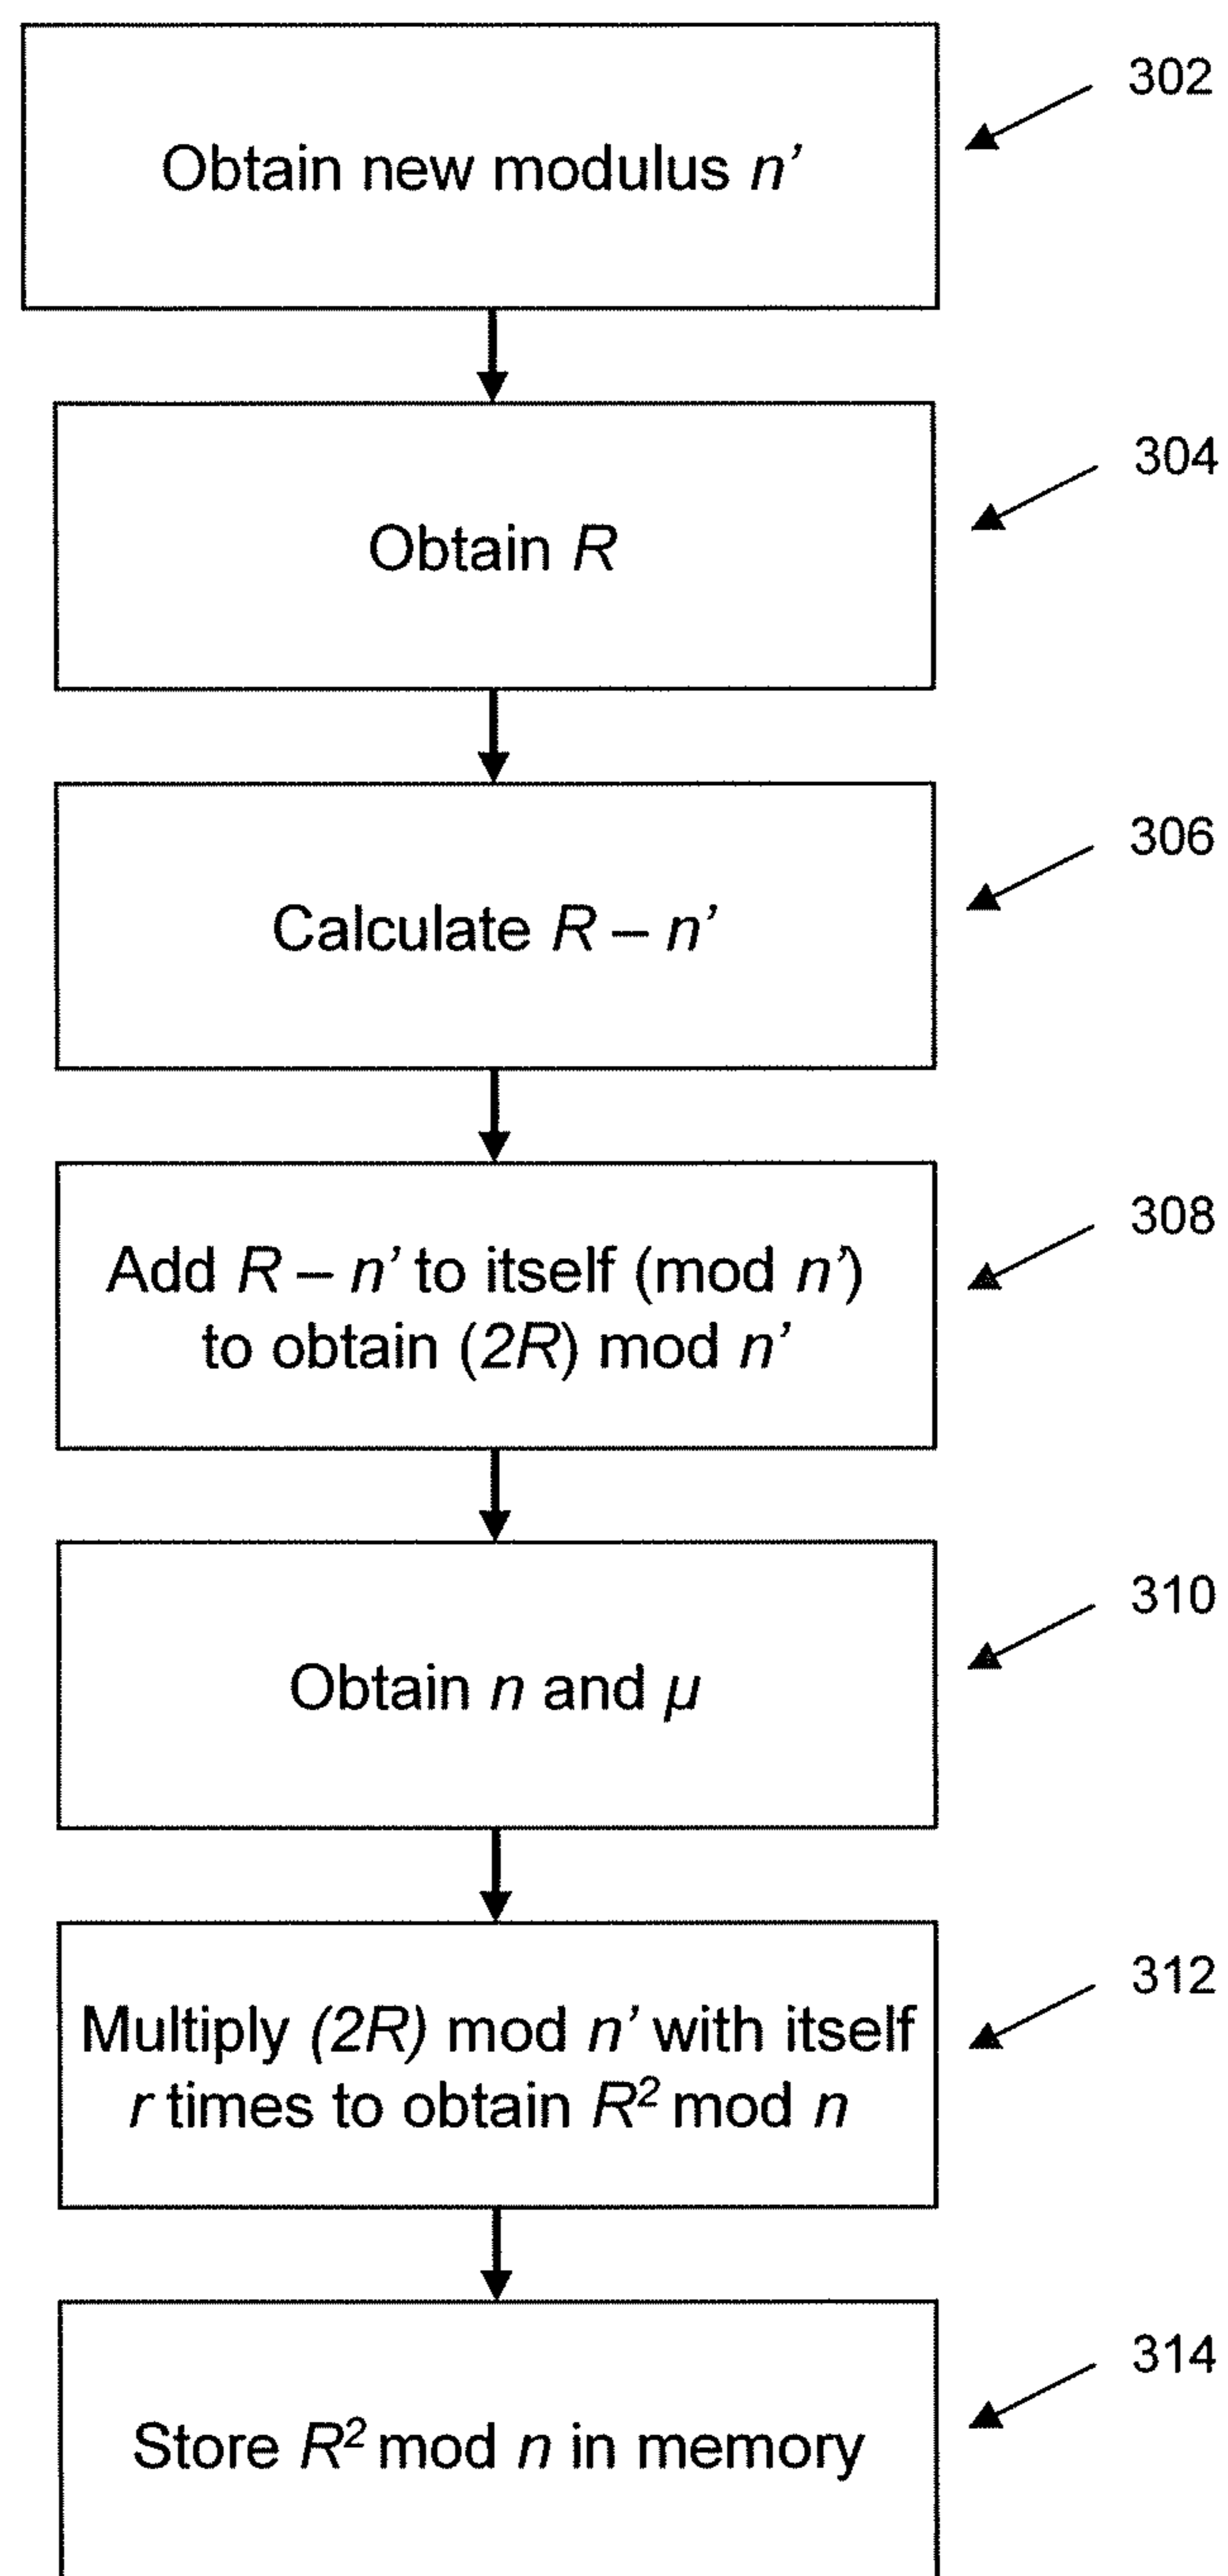 Obtain new modulus n’
302
Obtain R
304
Calculate R – n’
306
Add R – n’ to itself (mod n’)
to obtain (2R) mod n’
308
Obtain n and μ
310
Multiply (2R) mod n’ with itself
r times to obtain R² mod n
312
Store R² mod n in memory
314